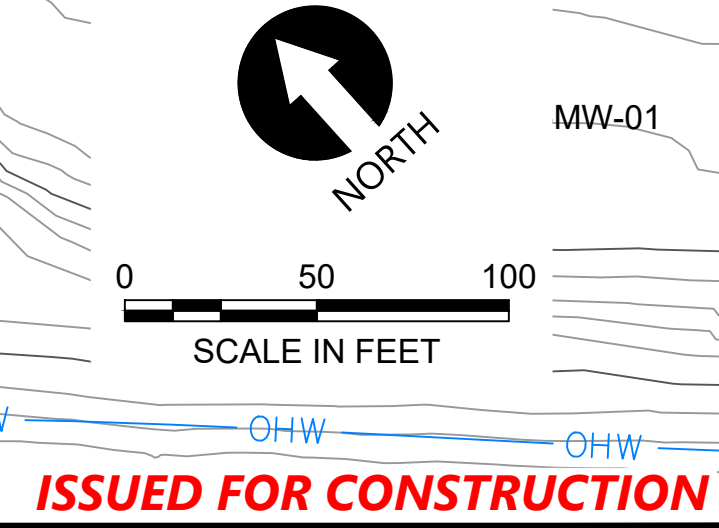 MW-01
NORTH
0 50 100
SCALE IN FEET
OHW
OHW
ISSUED FOR CONSTRUCTION